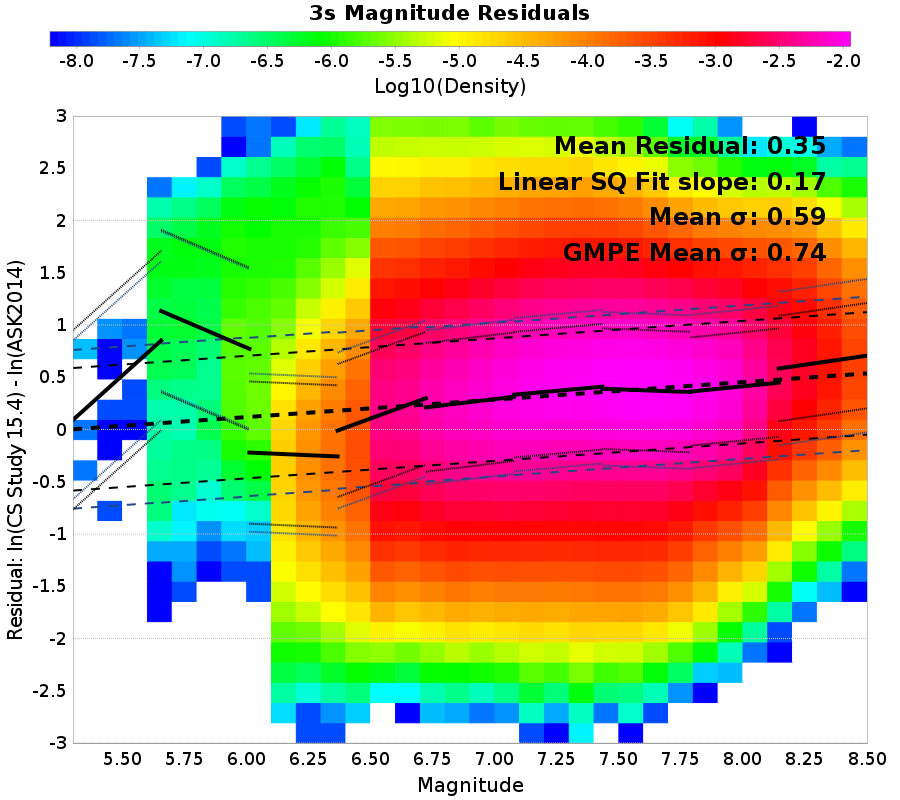 3s Magnitude Residuals
-8.0 -7.5 -7.0 -6.5 -6.0 -5.5 -5.0 -4.5 -4.0 -3.5 -3.0 -2.5 -2.0
Log10(Density)
Mean Residual: 0.35
Linear SQ Fit slope: 0.17
Mean σ: 0.59
GMPE Mean σ: 0.74
Residual: ln(CS Study 15.4) - ln(ASK2014)
3
2.5
2
1.5
1
0.5
0
-0.5
-1
-1.5
-2
-2.5
-3
5.50 5.75 6.00 6.25 6.50 6.75 7.00 7.25 7.50 7.75 8.00 8.25 8.50
Magnitude